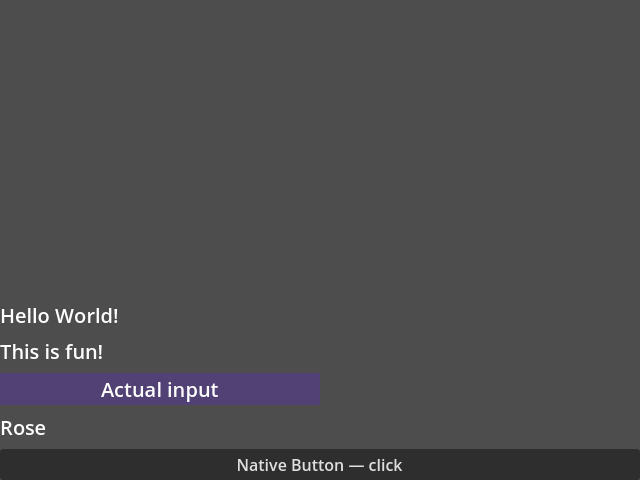 Hello World!
This is fun!
Actual input
Rose
Native Button — click